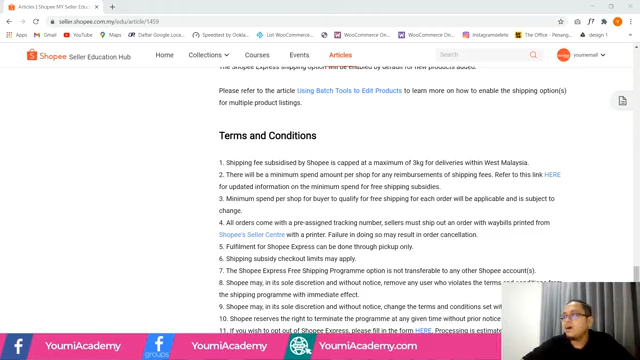 Articles | Shopee MY Seller Educ
seller.shopee.com.my/edu/article/1459
Apps
Gmail
YouTube
Maps
Daftar Google Locat
Speedtest by Ookla
WooCommerce
WooCommerce
Instagramdelete
The Office - Penang
design 1
Shopee Seller Education Hub
Home
Collections
Courses
Events
Articles
Search
youmemall
The Shopee Express shipping option will be enabled by default for new products added.
Please refer to the article Using Batch Tools to Edit Products to learn more on how to enable the shipping option(s)
for multiple product listings.
Terms and Conditions
1. Shipping fee subsidised by Shopee is capped at a maximum of 3kg for deliveries within West Malaysia.
2. There will be a minimum spend amount per shop for any reimbursements of shipping fees. Refer to this link HERE
for updated information on the minimum spend for free shipping subsidies.
3. Minimum spend per shop for buyer to qualify for free shipping for each order will be applicable and is subject to
change.
4. All orders come with a pre-assigned tracking number, sellers must ship out an order with waybills printed from
Shopee's Seller Centre with a printer. Failure in doing so may result in order cancellation.
5. Fulfilment for Shopee Express can be done through pickup only.
6. Shipping subsidy checkout limits may apply.
7. The Shopee Express Free Shipping Programme option is not transferable to any other Shopee account(s).
8. Shopee may, in its sole discretion and without notice, remove any user who violates the terms and conditions from
the shipping programme with immediate effect.
9. Shopee may, in its sole discretion and without notice, change the terms and conditions set
10. Shopee reserves the right to terminate the programme at any given time without prior notice
11. If you wish to opt out of Shopee Express, please fill in the form HERE. Processing is
YoumiAcademy
groups
YoumiAcademy
YoumiAcademy.com